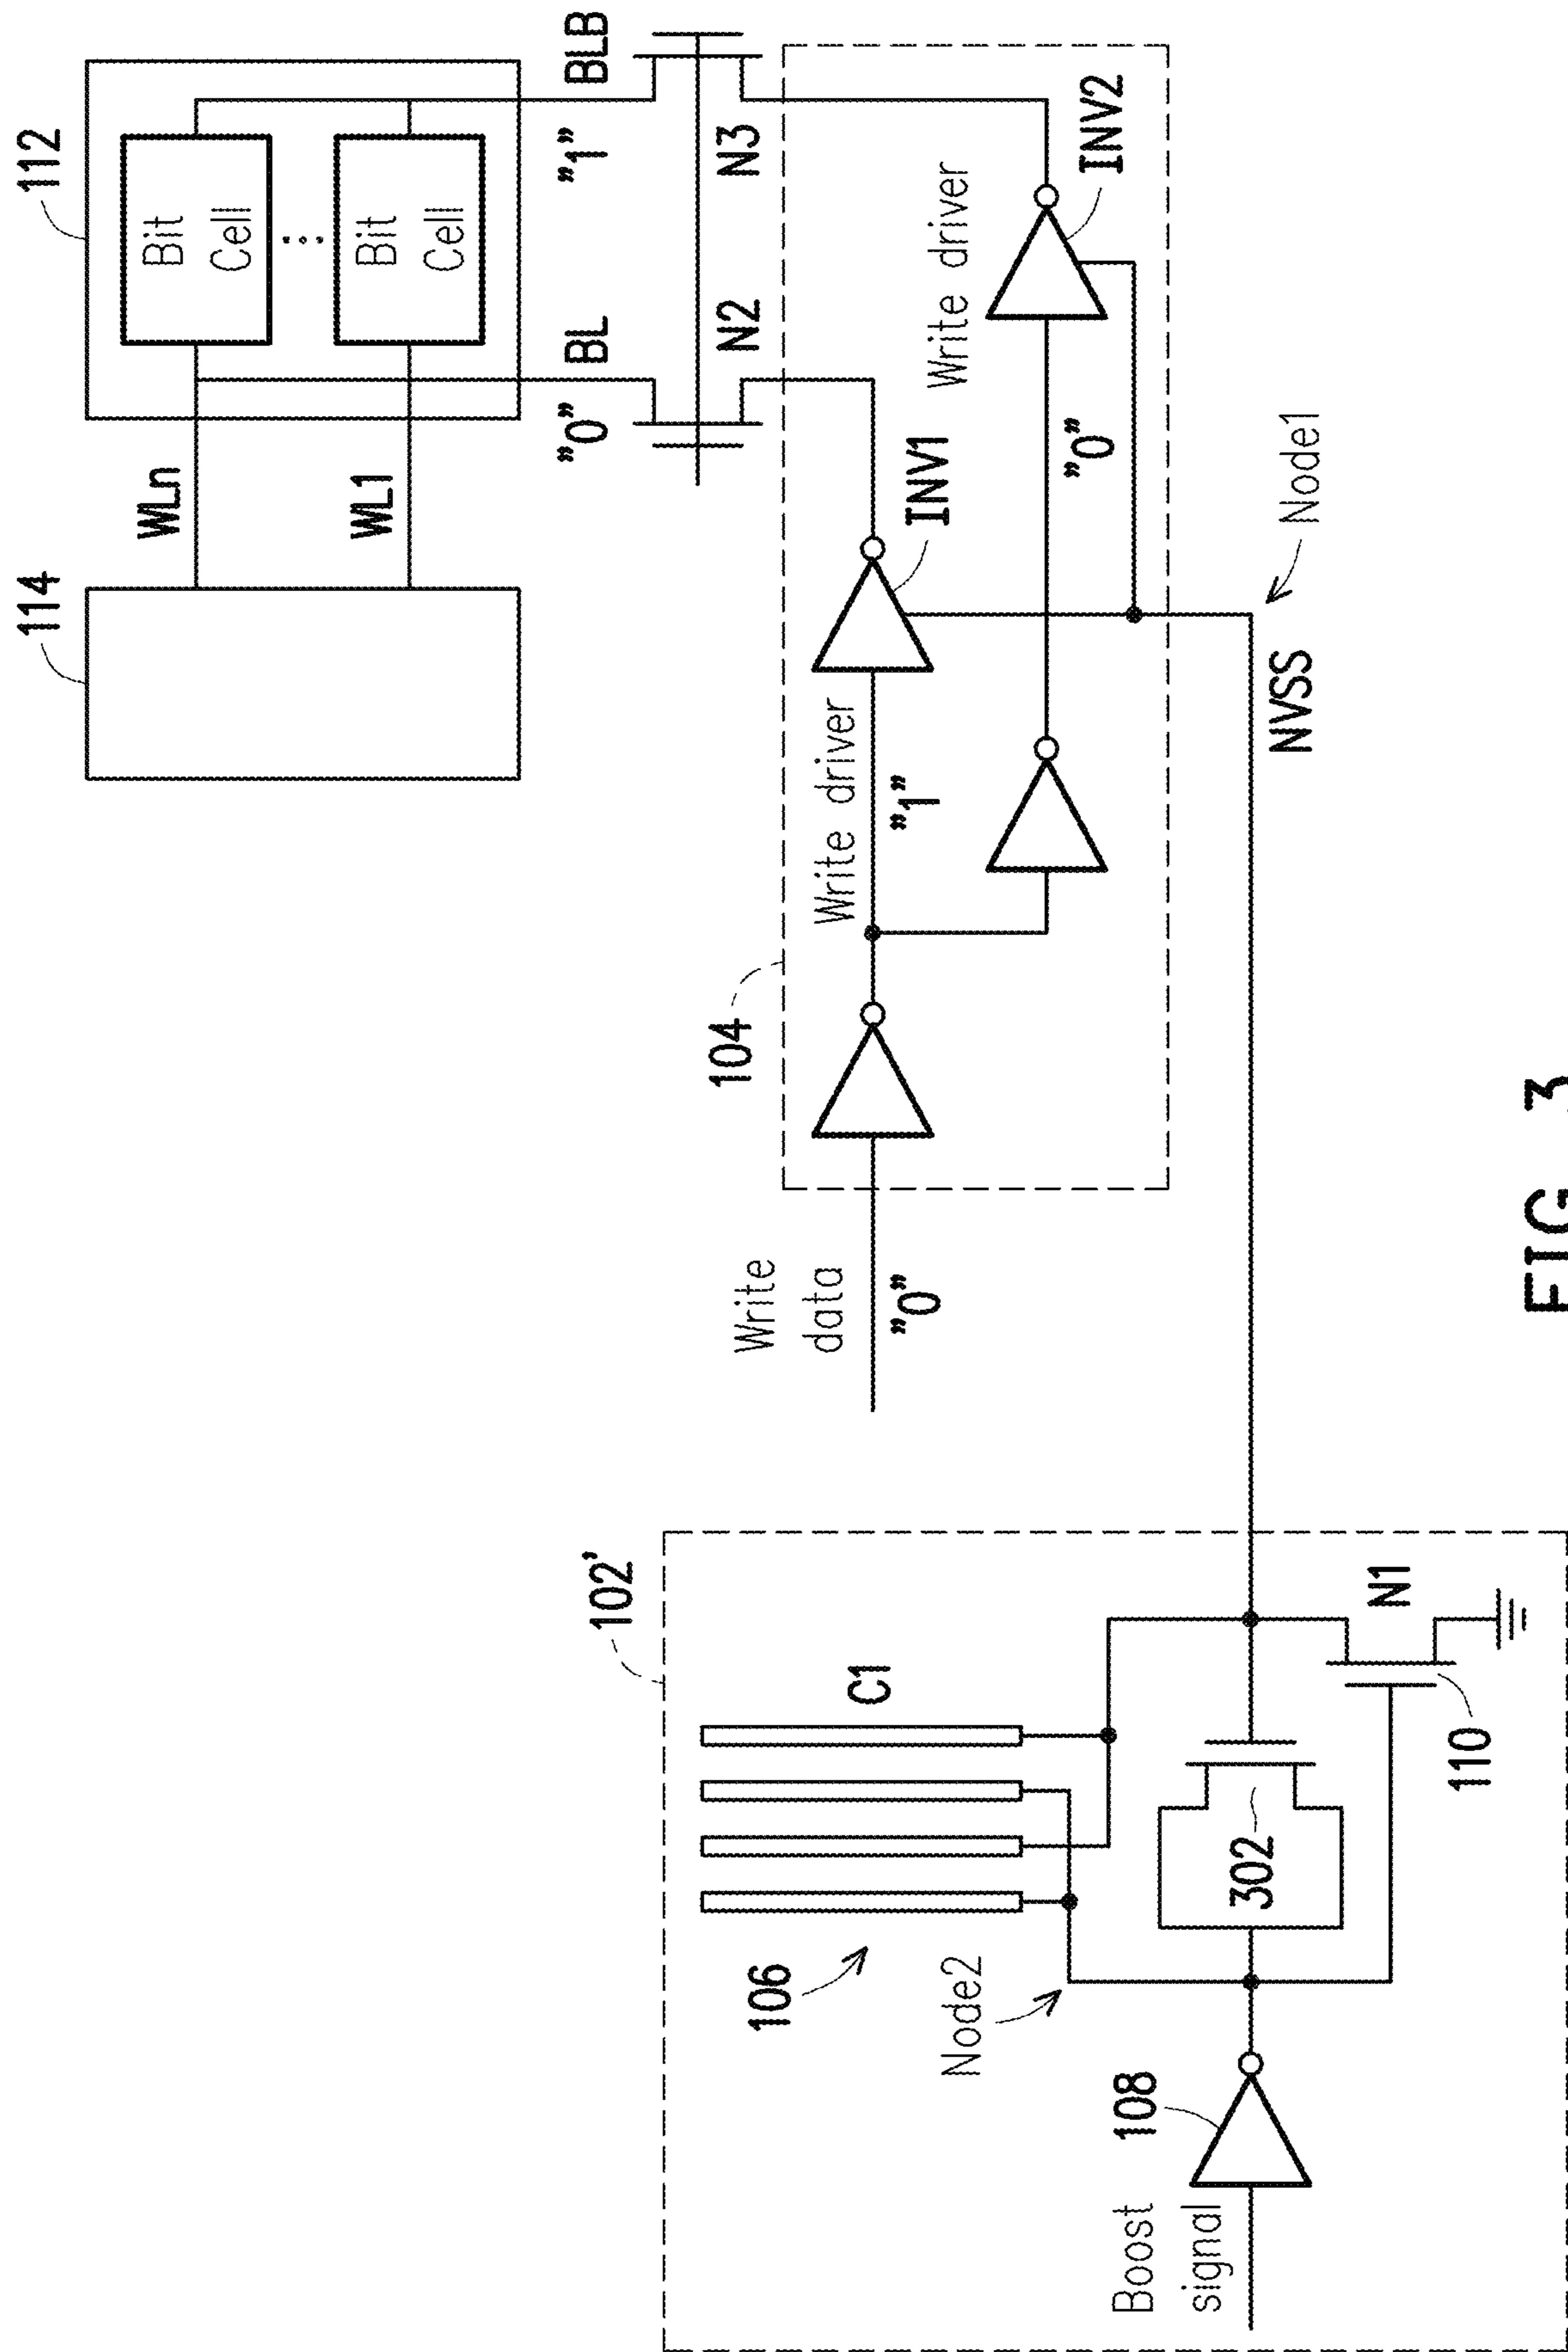 114
WLn
WL1
112
Bit
Cell
Bit
Cell
"0"
BL
"1"
BLB
N2
N3
104
Write
data
"0"
Write driver
"1"
INV1
Write driver
"0"
INV2
NVSS
Node1
102'
106
C1
Node2
108
302
Boost
signal
110
N1
FIG. 3